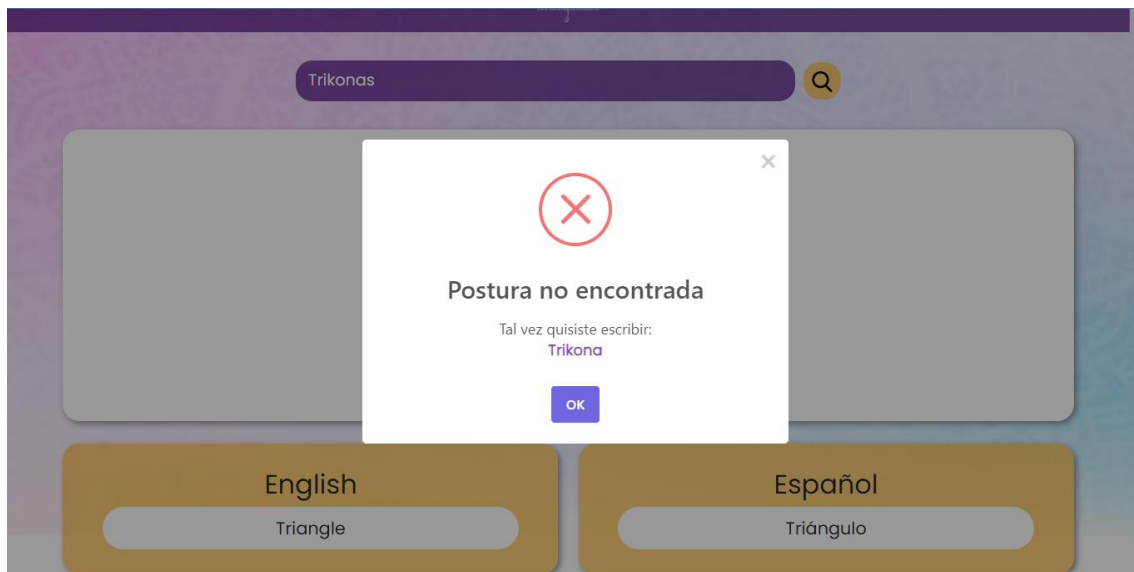 Trikonas
Postura no encontrada
Tal vez quisiste escribir:
Trikona
OK
English
Español
Triangle
Triángulo